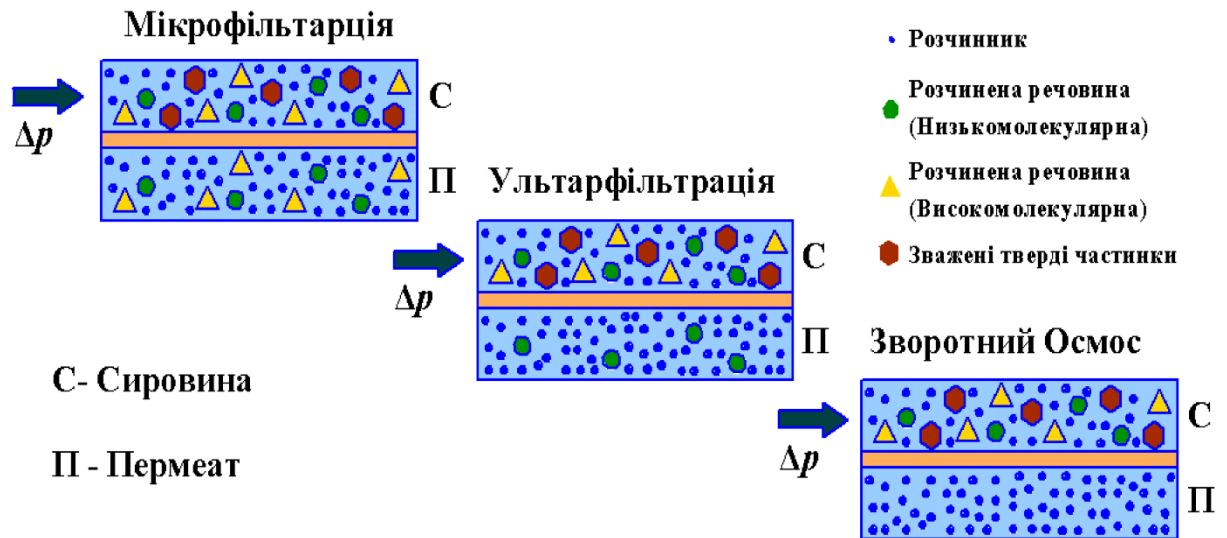 Мікрофільтарція
Δp
С
П
Ультарфільтрація
Δp
С
П
Зворотний Осмос
Δp
С
П
Розчинник
Розчинена речовина
(Низькомолекулярна)
Розчинена речовина
(Високомолекулярна)
Зважені тверді частинки
С- Сировина
П - Пермеат